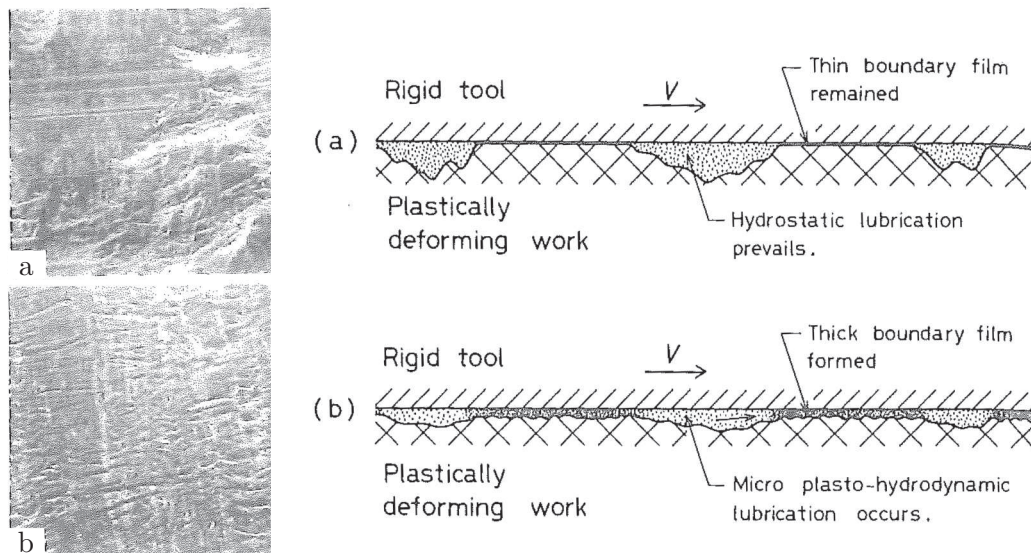 a
b
(a)
Rigid tool
V
Thin boundary film
remained
Plastically
deforming work
Hydrostatic lubrication
prevails.
(b)
Rigid tool
V
Thick boundary film
formed
Plastically
deforming work
Micro plasto-hydrodynamic
lubrication occurs.